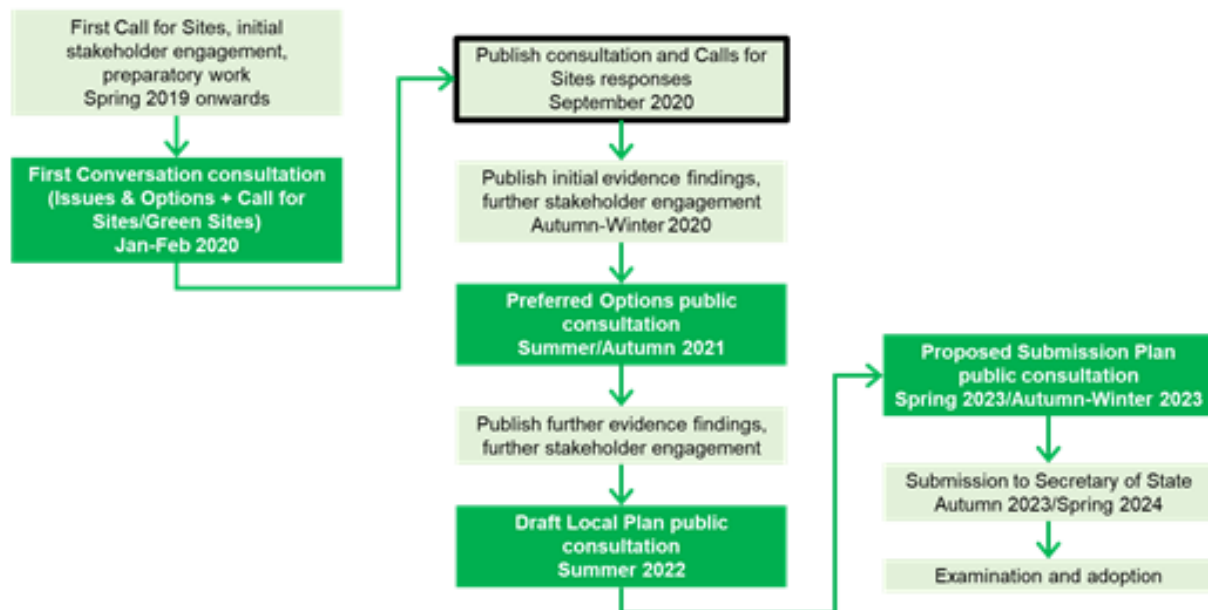 First Call for Sites, initial
stakeholder engagement,
preparatory work
Spring 2019 onwards
First Conversation consultation
(Issues & Options + Call for
Sites/Green Sites)
Jan-Feb 2020
Publish consultation and Calls for
Sites responses
September 2020
Publish initial evidence findings,
further stakeholder engagement
Autumn-Winter 2020
Preferred Options public
consultation
Summer/Autumn 2021
Publish further evidence findings,
further stakeholder engagement
Draft Local Plan public
consultation
Summer 2022
Proposed Submission Plan
public consultation
Spring 2023/Autumn-Winter 2023
Submission to Secretary of State
Autumn 2023/Spring 2024
Examination and adoption